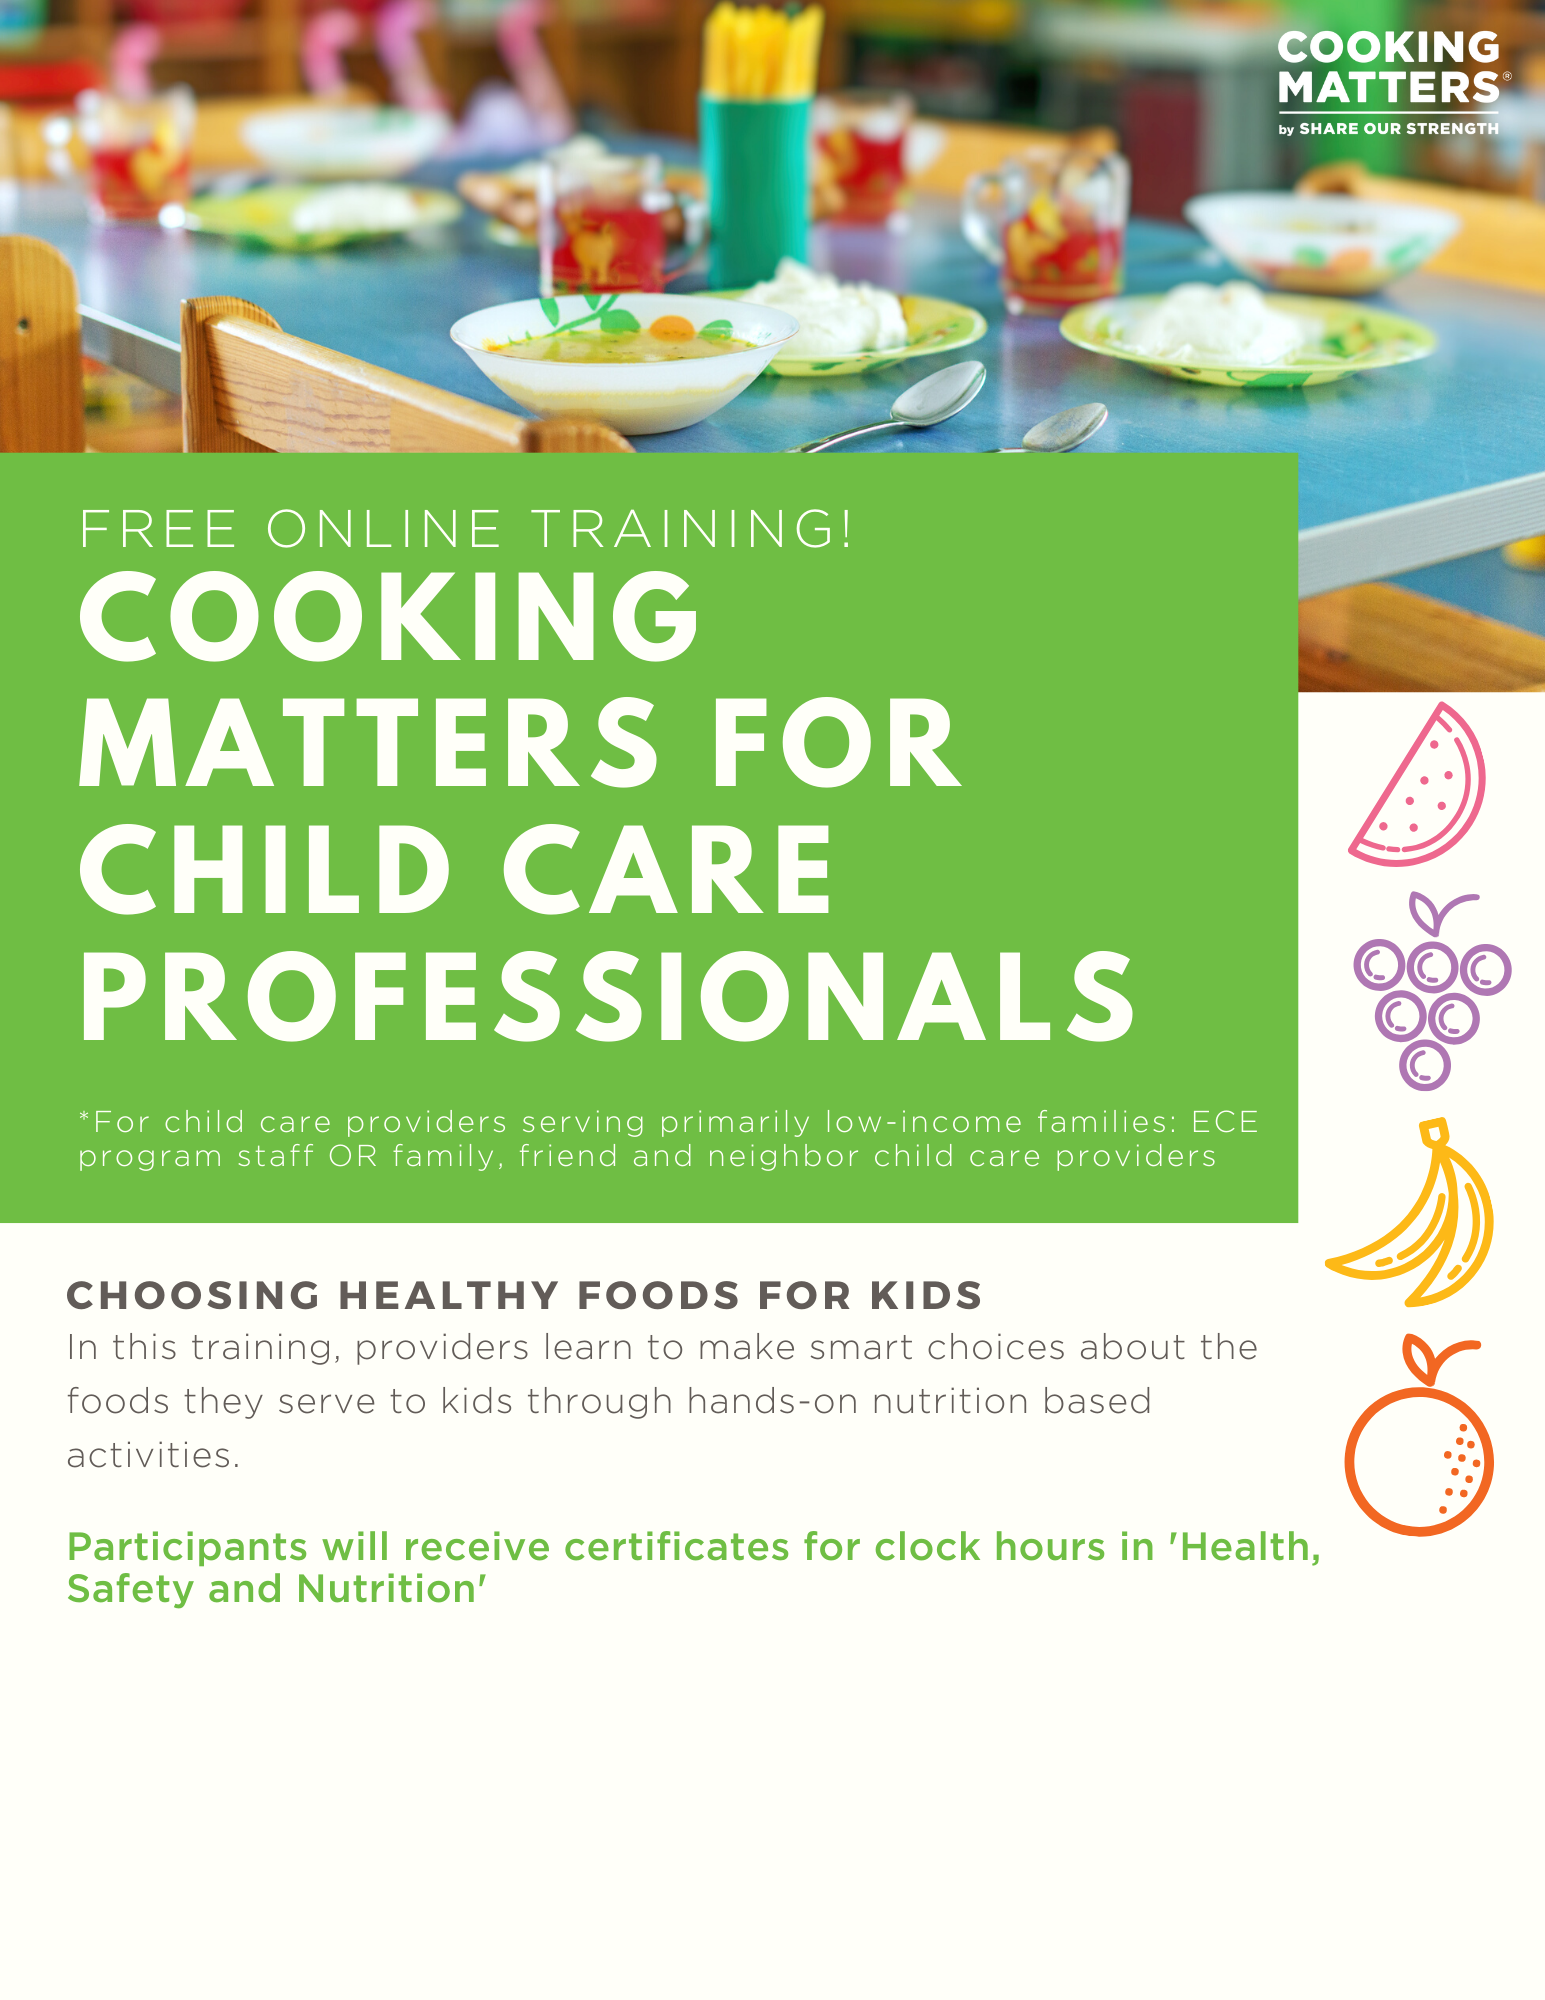 COOKING
MATTERS®
by SHARE OUR STRENGTH
FREE ONLINE TRAINING!
COOKING
MATTERS FOR
CHILD CARE
PROFESSIONALS
*For child care providers serving primarily low-income families: ECE
program staff OR family, friend and neighbor child care providers
CHOOSING HEALTHY FOODS FOR KIDS
In this training, providers learn to make smart choices about the
foods they serve to kids through hands-on nutrition based
activities.
Participants will receive certificates for clock hours in 'Health,
Safety and Nutrition'